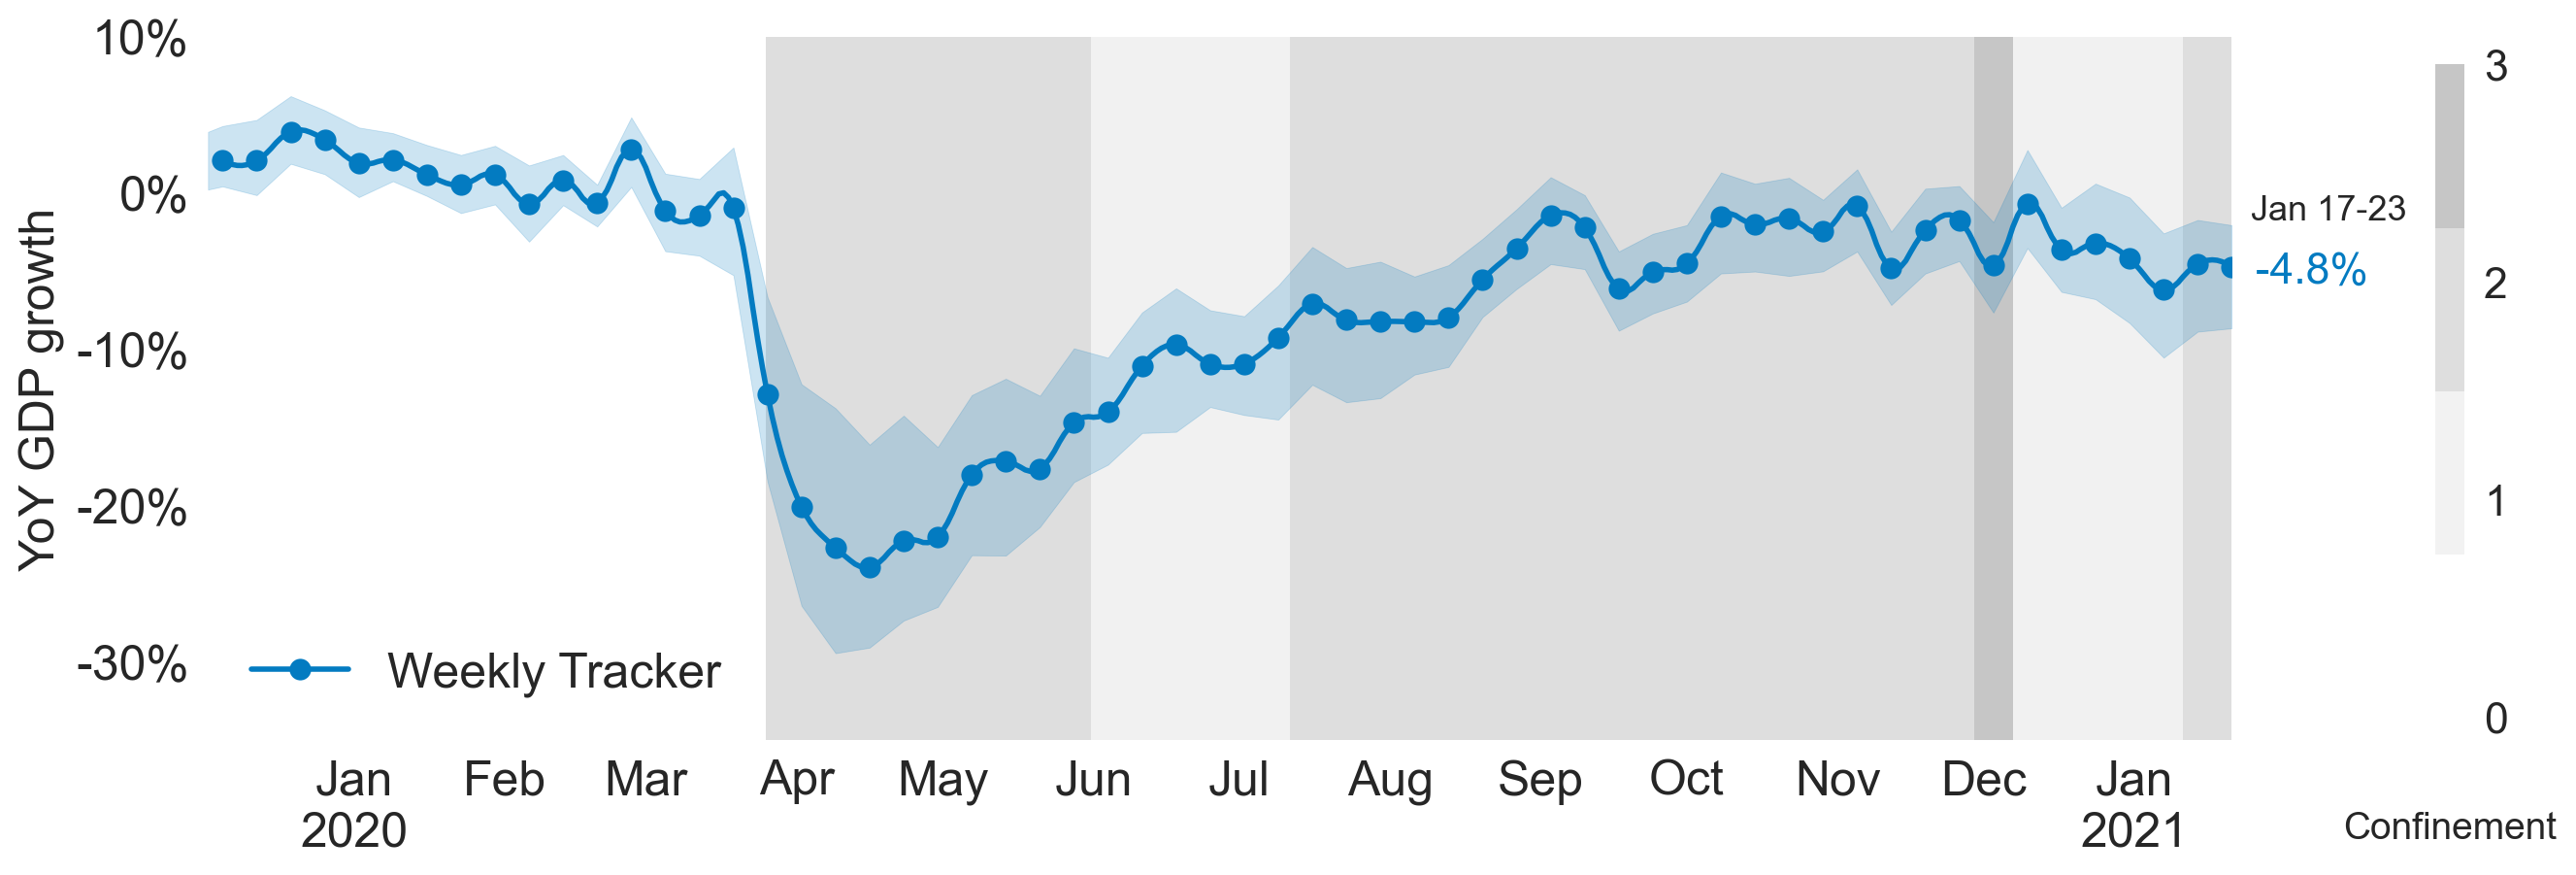 10%
0%
-10%
-20%
-30%
YoY GDP growth
Weekly Tracker
Jan Feb Mar Apr May Jun Jul Aug Sep Oct Nov Dec Jan
2020 2021
Jan 17-23
-4.8%
3
2
1
0
Confinement